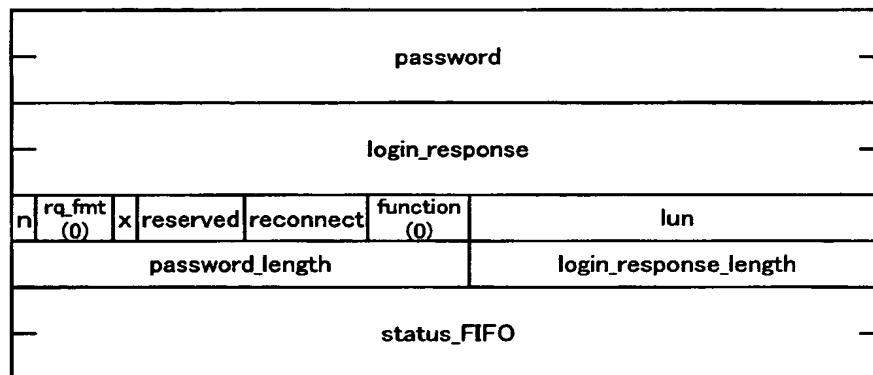 password
login_response
n rq_fmt (0) x reserved reconnect function (0) lun
password_length login_response_length
status_FIFO